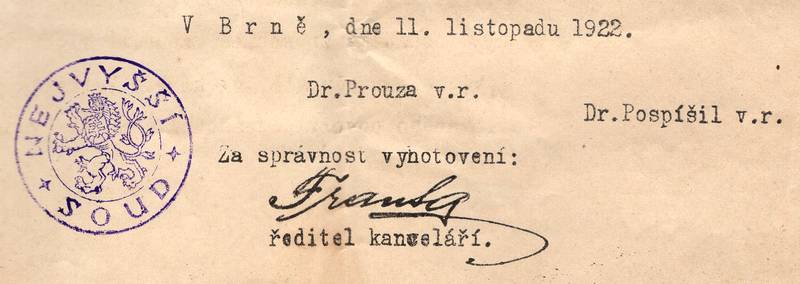 V Brně, dne 11. listopadu 1922.
NEJVYŠŠÍ
SOUD
Dr.Prouza v.r.
Dr.Pospíšil v.r.
Za správnost vyhotovení:
ředitel kanceláří.